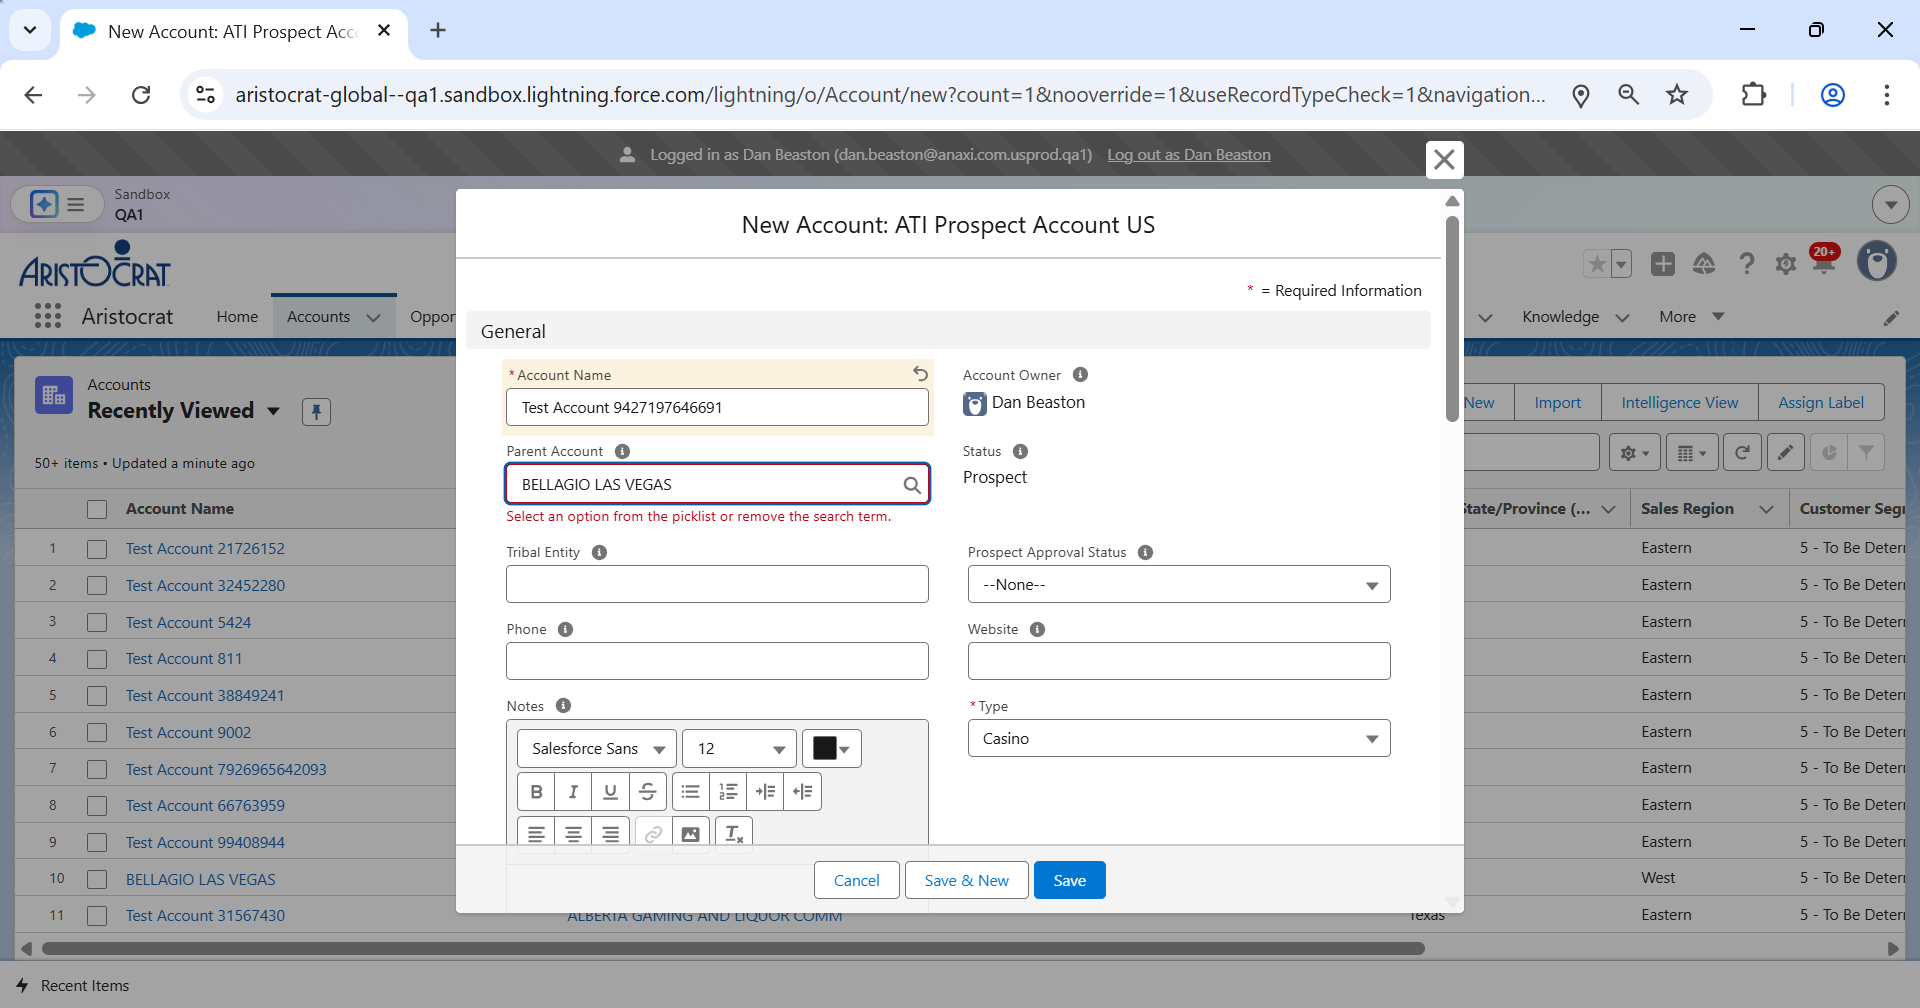 New Account: ATI Prospect Acc
aristocrat-global--qa1.sandbox.lightning.force.com/lightning/o/Account/new?count=1&nooverride=1&useRecordTypeCheck=1&navigation...
Logged in as Dan Beaston (dan.beaston@anaxi.com.usprod.qa1) Log out as Dan Beaston
Sandbox
QA1
ARISTOCRAT
20+
Aristocrat
Home
Accounts
Oppor
Knowledge
More
Accounts
Recently Viewed
New
Import
Intelligence View
Assign Label
50+ items • Updated a minute ago
Account Name
State/Province (...
Sales Region
Customer Seg
1 Test Account 21726152 Eastern 5 - To Be Deter
2 Test Account 32452280 Eastern 5 - To Be Deter
3 Test Account 5424 Eastern 5 - To Be Deter
4 Test Account 811 Eastern 5 - To Be Deter
5 Test Account 38849241 Eastern 5 - To Be Deter
6 Test Account 9002 Eastern 5 - To Be Deter
7 Test Account 7926965642093 Eastern 5 - To Be Deter
8 Test Account 66763959 Eastern 5 - To Be Deter
9 Test Account 99408944 Eastern 5 - To Be Deter
10 BELLAGIO LAS VEGAS West 5 - To Be Deter
11 Test Account 31567430 ALBERTA GAMING AND LIQUOR COMM Texas Eastern 5 - To Be Deter
Recent Items
New Account: ATI Prospect Account US
* = Required Information
General
*Account Name
Test Account 9427197646691
Account Owner
Dan Beaston
Parent Account
BELLAGIO LAS VEGAS
Select an option from the picklist or remove the search term.
Status
Prospect
Tribal Entity
Prospect Approval Status
--None--
Phone
Website
Notes
Salesforce Sans
12
B I U S
*Type
Casino
Cancel
Save & New
Save